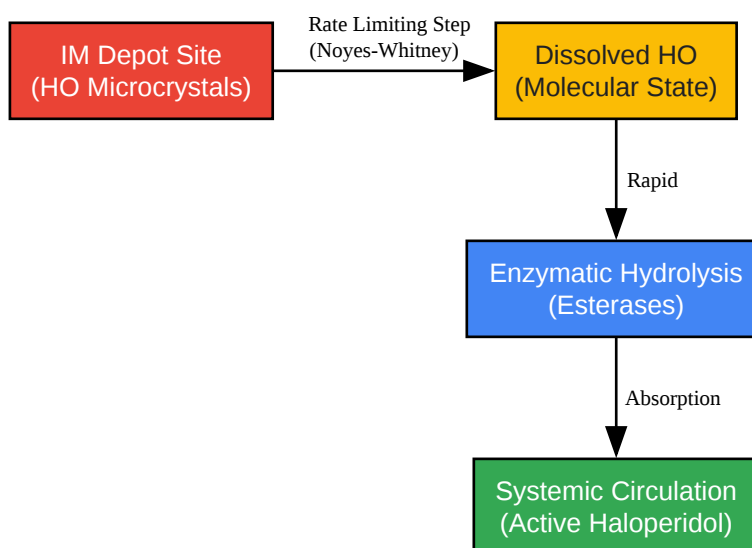 IM Depot Site
(HO Microcrystals)
Rate Limiting Step
(Noyes-Whitney)
Dissolved HO
(Molecular State)
Rapid
Enzymatic Hydrolysis
(Esterases)
Absorption
Systemic Circulation
(Active Haloperidol)